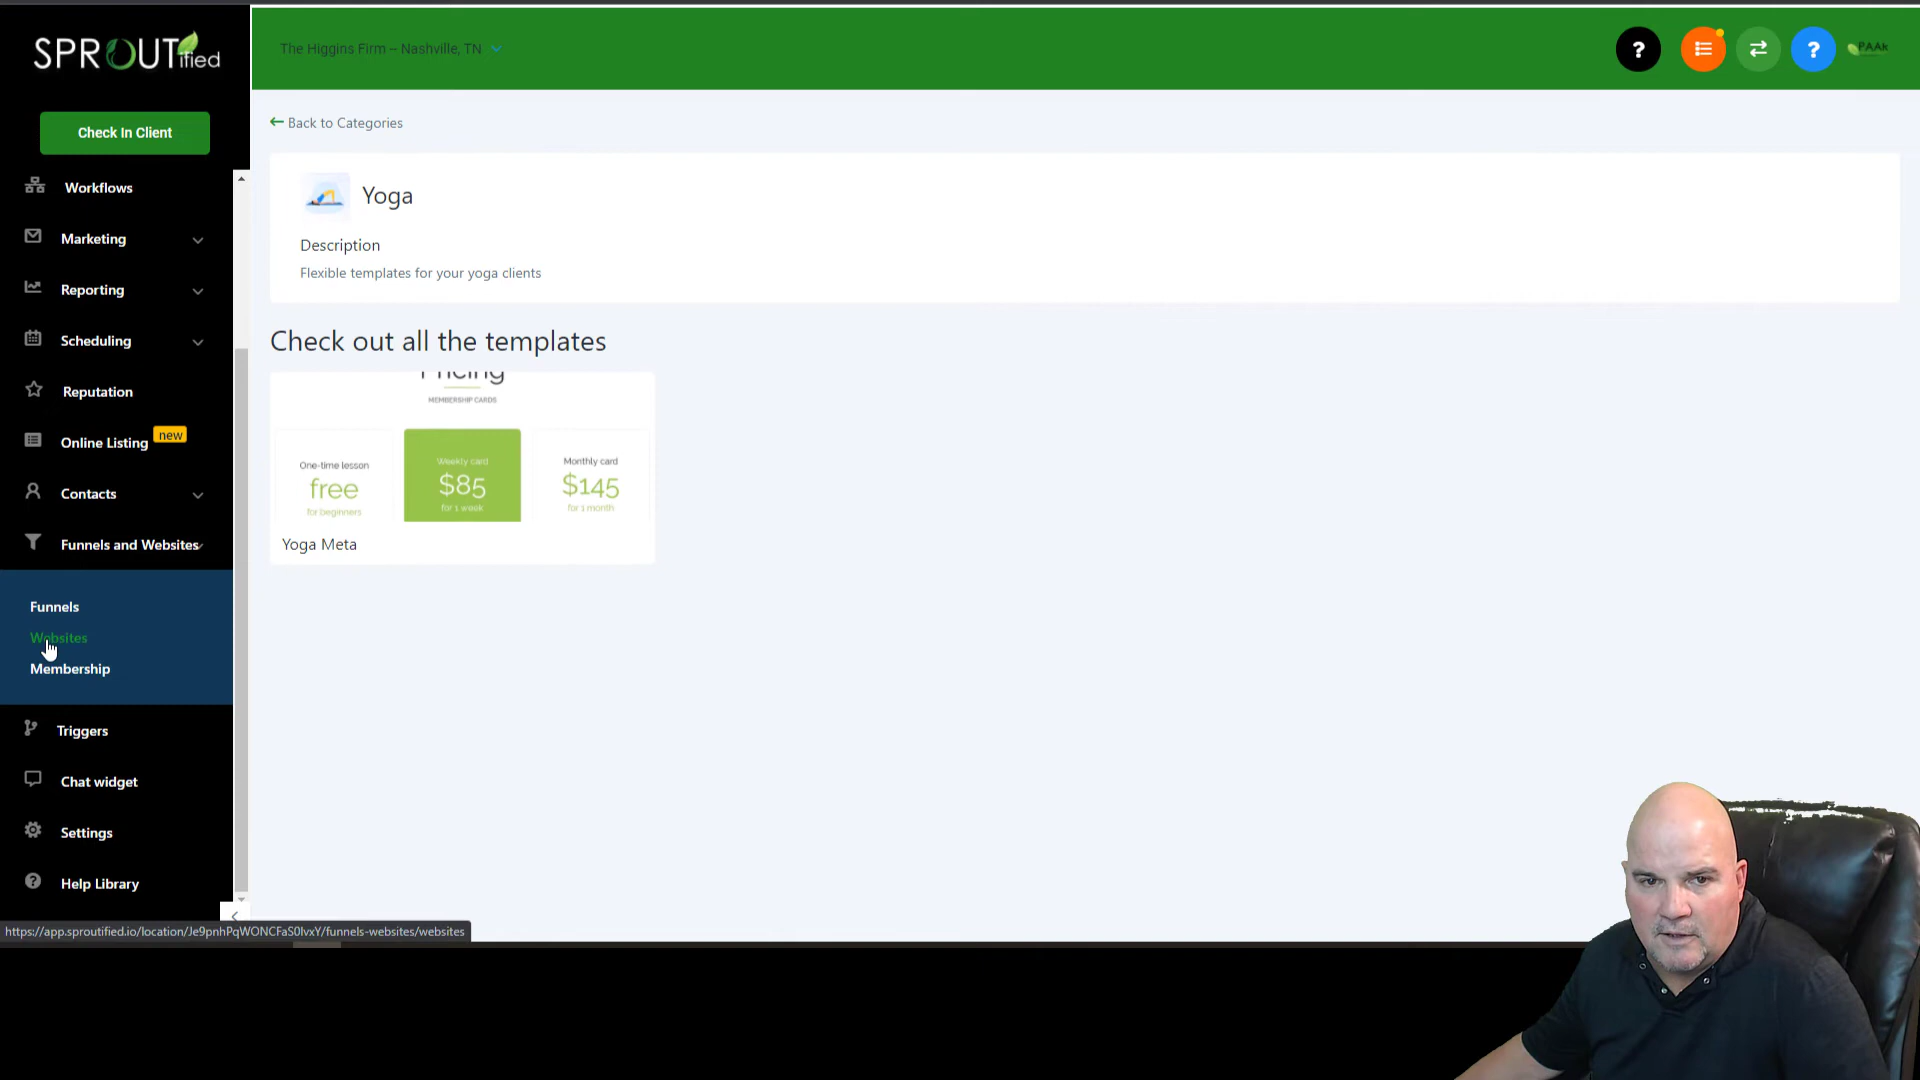 SPROUTified
The Higgins Firm – Nashville, TN
?
?
PAAk
Check In Client
Back to Categories
Workflows
Yoga
Marketing
Description
Flexible templates for your yoga clients
Reporting
Scheduling
Check out all the templates
Pricing
Reputation
MEMBERSHIP CARDS
Online Listing new
One-time lesson
Weekly card
Monthly card
free
$85
$145
for beginners
for 1 week
for 1 month
Contacts
Funnels and Websites
Yoga Meta
Funnels
Websites
Membership
Triggers
Chat widget
Settings
Help Library
https://app.sproutified.io/location/Je9pnhPqWONCFaS0lvxY/funnels-websites/websites